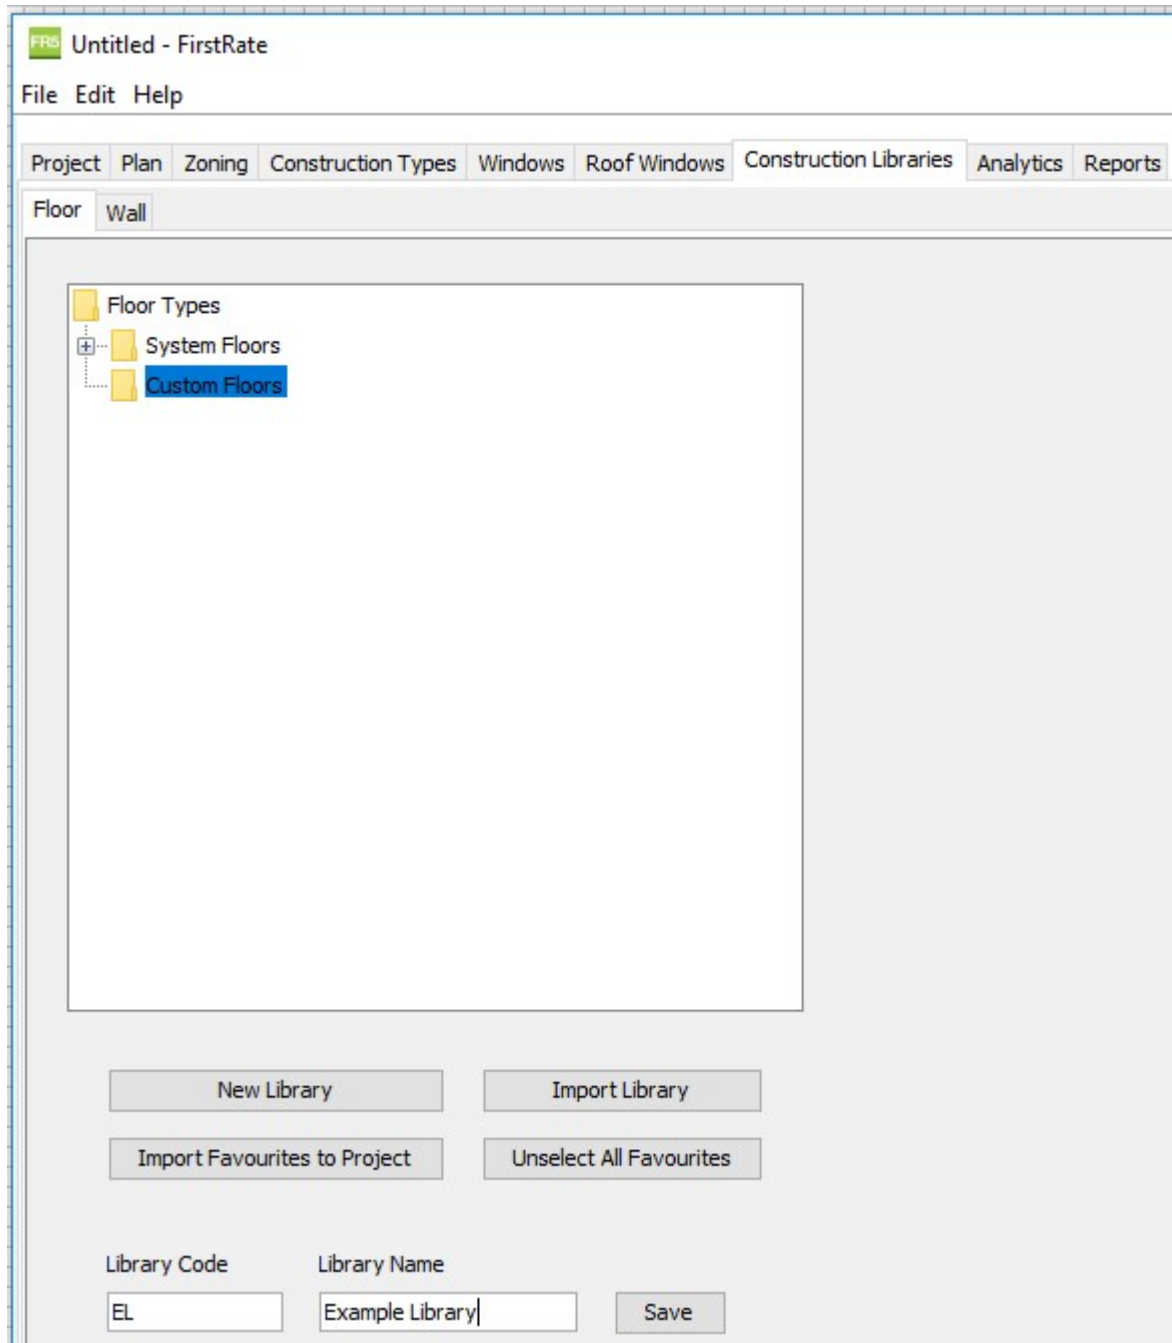 FR5 Untitled - FirstRate
File Edit Help
Project Plan Zoning Construction Types Windows Roof Windows Construction Libraries Analytics Reports
Floor Wall
Floor Types
System Floors
Custom Floors
New Library Import Library
Import Favourites to Project Unselect All Favourites
Library Code Library Name
EL Example Library Save